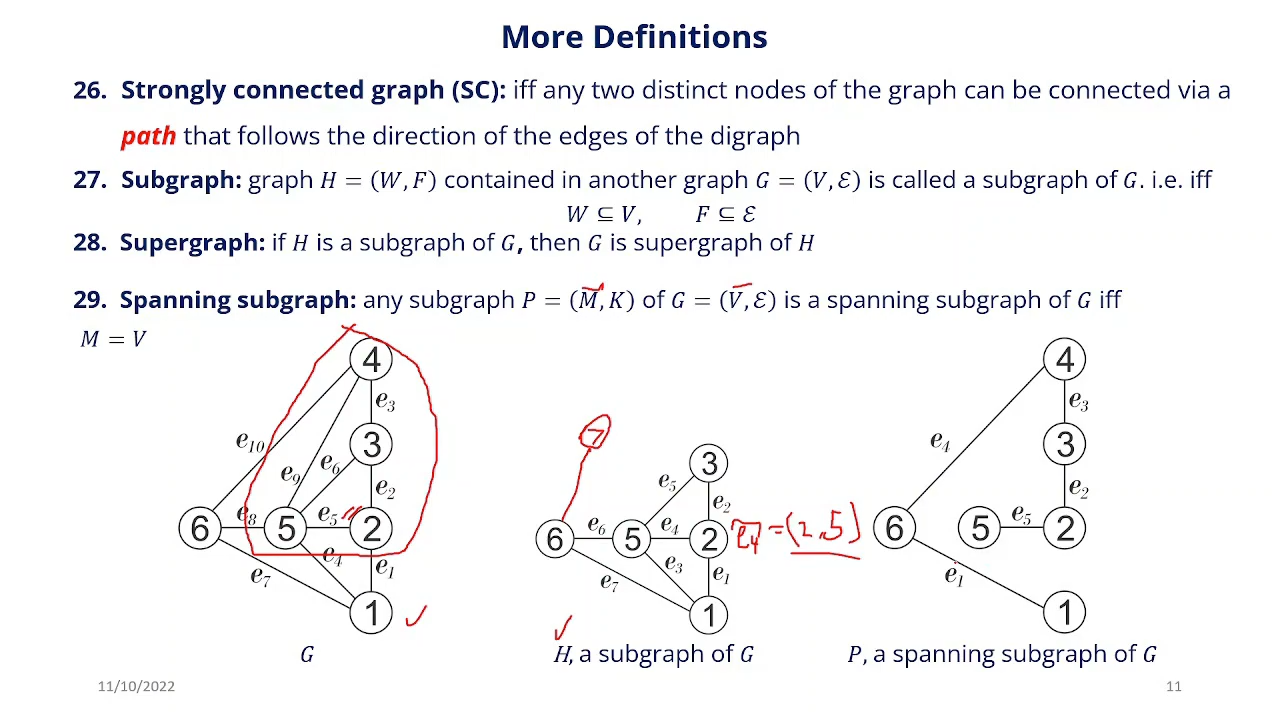 More Definitions
26. Strongly connected graph (SC): iff any two distinct nodes of the graph can be connected via a
path that follows the direction of the edges of the digraph
27. Subgraph: graph H = (W, F) contained in another graph G = (V, ℰ) is called a subgraph of G. i.e. iff
W ⊆ V, F ⊆ ℰ
28. Supergraph: if H is a subgraph of G, then G is supergraph of H
29. Spanning subgraph: any subgraph P = (M, K) of G = (V, ℰ) is a spanning subgraph of G iff
M = V
4
e3
e10
3
e9
e6
e2
6
e8
5
e5
2
e4
e1
e7
1
G
7
3
e5
e2
6
e6
5
e4
2
e4 = (2,5)
e3
e1
e7
1
H, a subgraph of G
4
e3
e4
3
e2
6
5
e5
2
e1
1
P, a spanning subgraph of G
11/10/2022
11